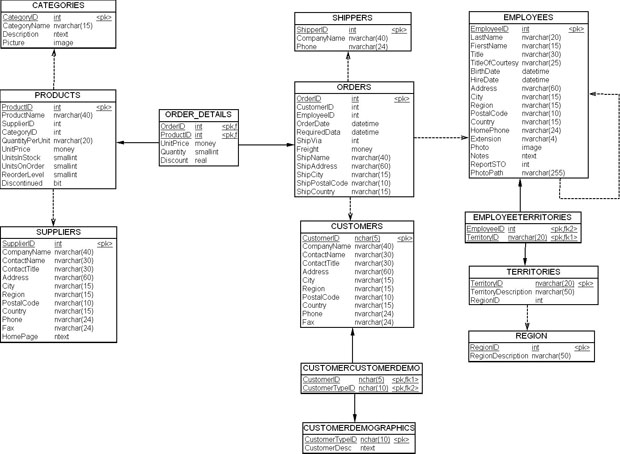 CATEGORIES
CategoryID int <pk>
CategoryName nvarchar(15)
Description ntext
Picture image
PRODUCTS
ProductID int <pk>
ProductName nvarchar(40)
SupplierID int
CategoryID int
QuantityPerUnit nvarchar(20)
UnitPrice money
UnitsInStock smallint
UnitsOnOrder smallint
ReorderLevel smallint
Discontinued bit
SUPPLIERS
SupplierID int <pk>
CompanyName nvarchar(40)
ContactName nvarchar(30)
ContactTitle nvarchar(30)
Address nvarchar(60)
City nvarchar(15)
Region nvarchar(15)
PostalCode nvarchar(10)
Country nvarchar(15)
Phone nvarchar(24)
Fax nvarchar(24)
HomePage ntext
ORDER_DETAILS
OrderID int <pk,f
ProductID int <pk,f
UnitPrice money
Quantity smallint
Discount real
SHIPPERS
ShipperID int <pk>
CompanyName nvarchar(40)
Phone nvarchar(24)
ORDERS
OrderID int <pk>
CustomerID int
EmployeeID int
OrderDate datetime
RequiredData datetime
ShipVia int
Freight money
ShipName nvarchar(40)
ShipAddress nvarchar(60)
ShipCity nvarchar(15)
ShipPostalCode nvarchar(10)
ShipCountry nvarchar(15)
CUSTOMERS
CustomerID nchar(5) <pk>
CompanyName nvarchar(40)
ContactName nvarchar(30)
ContactTitle nvarchar(30)
Address nvarchar(60)
City nvarchar(15)
Region nvarchar(15)
PostalCode nvarchar(10)
Country nvarchar(15)
Phone nvarchar(24)
Fax nvarchar(24)
CUSTOMERCUSTOMERDEMO
CustomerID nchar(5) <pk,fk1>
CustomerTypeID nchar(10) <pk,fk2>
CUSTOMERDEMOGRAPHICS
CustomerTypeID nchar(10) <pk>
CustomerDesc ntext
EMPLOYEES
EmployeeID int <pk>
LastName nvarchar(20)
FierstName nvarchar(15)
Title nvarchar(30)
TitleOfCourtesy nvarchar(25)
BirthDate datetime
HireDate datetime
Address nvarchar(60)
City nvarchar(15)
Region nvarchar(15)
PostalCode nvarchar(10)
Country nvarchar(15)
HomePhone nvarchar(24)
Extension nvarchar(4)
Photo image
Notes ntext
ReportSTO int
PhotoPath nvarchar(255)
EMPLOYEETERRITORIES
EmployeeID int <pk,fk2>
TerritoryID nvarchar(20) <pk,fk1>
TERRITORIES
TerritoryID nvarchar(20) <pk>
TerritoryDescription nvarchar(50)
RegionID int
REGION
RegionID int <pk>
RegionDescription nvarchar(50)